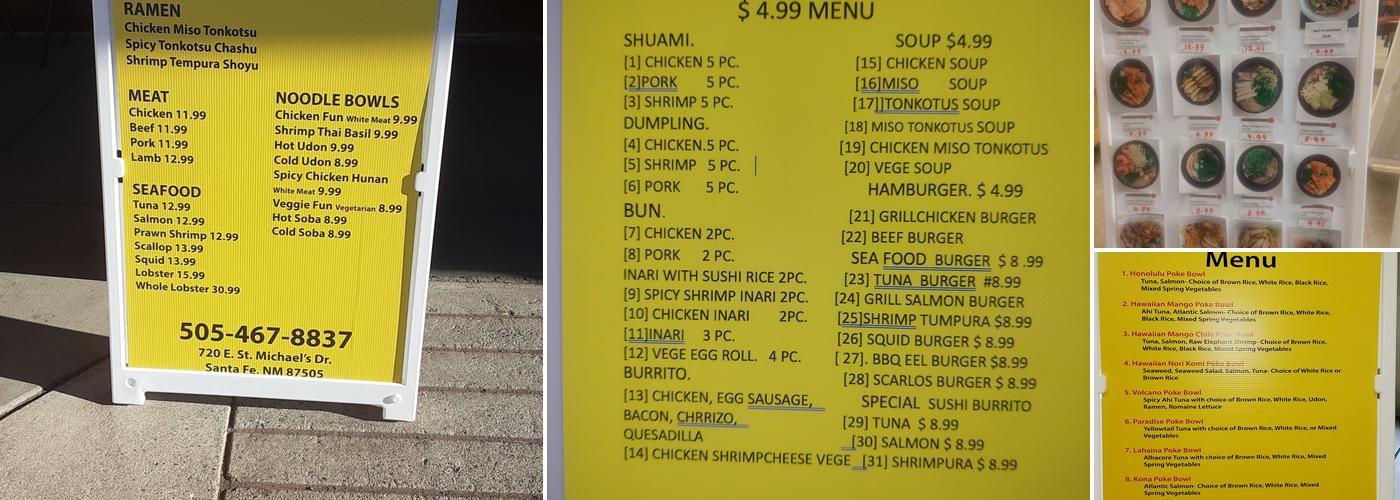 RAMEN
Chicken Miso Tonkotsu
Spicy Tonkotsu Chashu
Shrimp Tempura Shoyu
MEAT
Chicken 11.99
Beef 11.99
Pork 11.99
Lamb 12.99
SEAFOOD
Tuna 12.99
Salmon 12.99
Prawn Shrimp 12.99
Scallop 13.99
Squid 13.99
Lobster 15.99
Whole Lobster 30.99
NOODLE BOWLS
Chicken Fun White Meat 9.99
Shrimp Thai Basil 9.99
Hot Udon 9.99
Cold Udon 8.99
Spicy Chicken Hunan
White Meat 9.99
Veggie Fun Vegetarian 8.99
Hot Soba 8.99
Cold Soba 8.99
505-467-8837
720 E. St. Michael's Dr.
Santa Fe, NM 87505
$ 4.99 MENU
SHUAMI.
[1] CHICKEN 5 PC.
[2]PORK 5 PC.
[3] SHRIMP 5 PC.
DUMPLING.
[4] CHICKEN.5 PC.
[5] SHRIMP 5 PC.
[6] PORK 5 PC.
BUN.
[7] CHICKEN 2PC.
[8] PORK 2 PC.
INARI WITH SUSHI RICE 2PC.
[9] SPICY SHRIMP INARI 2PC.
[10] CHICKEN INARI 2PC.
[11]INARI 3 PC.
[12] VEGE EGG ROLL. 4 PC.
BURRITO.
[13] CHICKEN, EGG SAUSAGE,
BACON, CHRRIZO,
QUESADILLA
[14] CHICKEN SHRIMPCHEESE VEGE
SOUP $4.99
[15] CHICKEN SOUP
[16]MISO SOUP
[17]]TONKOTUS SOUP
[18] MISO TONKOTUS SOUP
[19] CHICKEN MISO TONKOTUS
[20] VEGE SOUP
HAMBURGER. $ 4.99
[21] GRILLCHICKEN BURGER
[22] BEEF BURGER
SEA FOOD BURGER $ 8 .99
[23] TUNA BURGER #8.99
[24] GRILL SALMON BURGER
[25]SHRIMP TUMPURA $8.99
[26] SQUID BURGER $ 8.99
[ 27]. BBQ EEL BURGER $8.99
[28] SCARLOS BURGER $ 8.99
SPECIAL SUSHI BURRITO
[29] TUNA $ 8.99
[30] SALMON $ 8.99
[31] SHRIMPURA $ 8.99
Menu
1. Honolulu Poke Bowl
Tuna, Salmon- Choice of Brown Rice, White Rice, Black Rice,
Mixed Spring Vegetables
2. Hawaiian Mango Poke Bowl
Ahi Tuna, Atlantic Salmon- Choice of Brown Rice, White Rice,
Black Rice, Mixed Spring Vegetables
3. Hawaiian Mango Chile Poke Bowl
Tuna, Salmon, Raw Elephant Shrimp- Choice of Brown Rice,
White Rice, Black Rice, Mixed Spring Vegetables
4. Hawaiian Nori Komi Poke Bowl
Seaweed, Seaweed Salad, Salmon, Tuna- Choice of White Rice or
Brown Rice
5. Volcano Poke Bowl
Spicy Ahi Tuna with choice of Brown Rice, White Rice, Udon,
Ramen, Romaine Lettuce
6. Paradise Poke Bowl
Yellowtail Tuna with choice of Brown Rice, White Rice, or Mixed
Vegetables
7. Lahaina Poke Bowl
Albacore Tuna with choice of Brown Rice, White Rice, Mixed
Spring Vegetables
8. Kona Poke Bowl
Atlantic Salmon- Choice of Brown Rice, White Rice, Mixed
Spring Vegetables